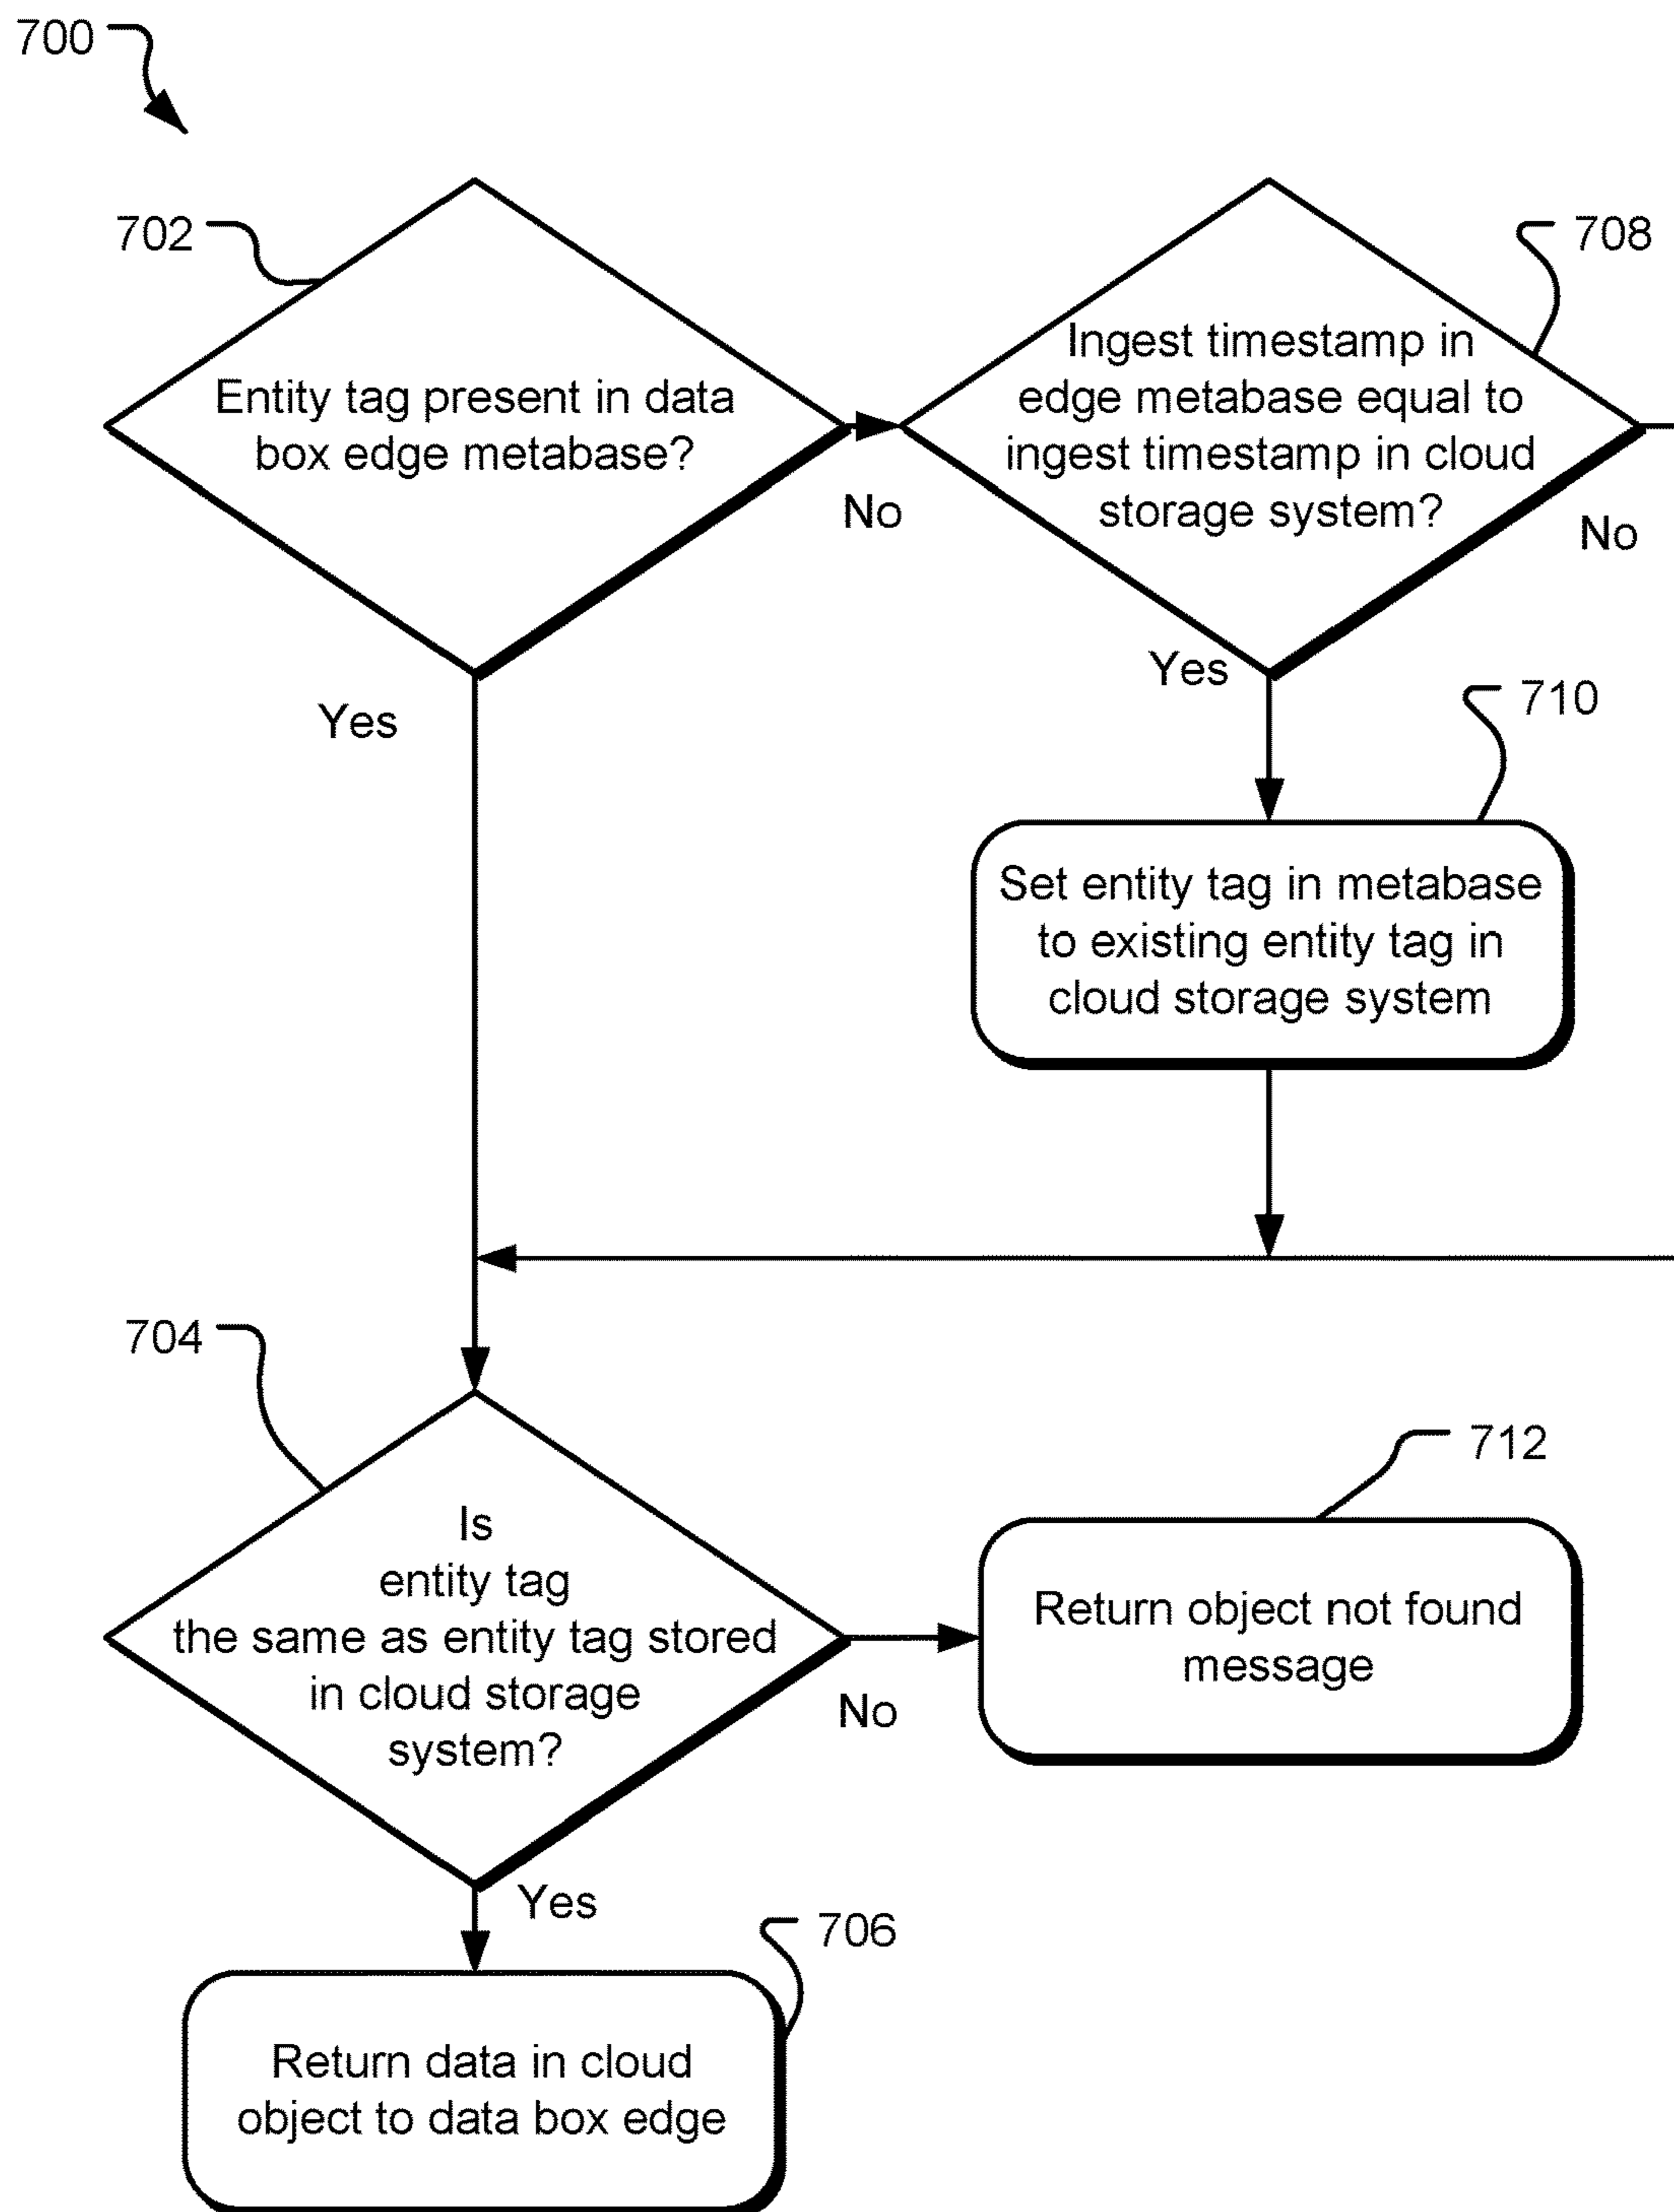 700
702
Entity tag present in data
box edge metabase?
No
Yes
708
Ingest timestamp in
edge metabase equal to
ingest timestamp in cloud
storage system?
No
Yes
710
Set entity tag in metabase
to existing entity tag in
cloud storage system
704
Is
entity tag
the same as entity tag stored
in cloud storage
system?
No
Yes
712
Return object not found
message
706
Return data in cloud
object to data box edge